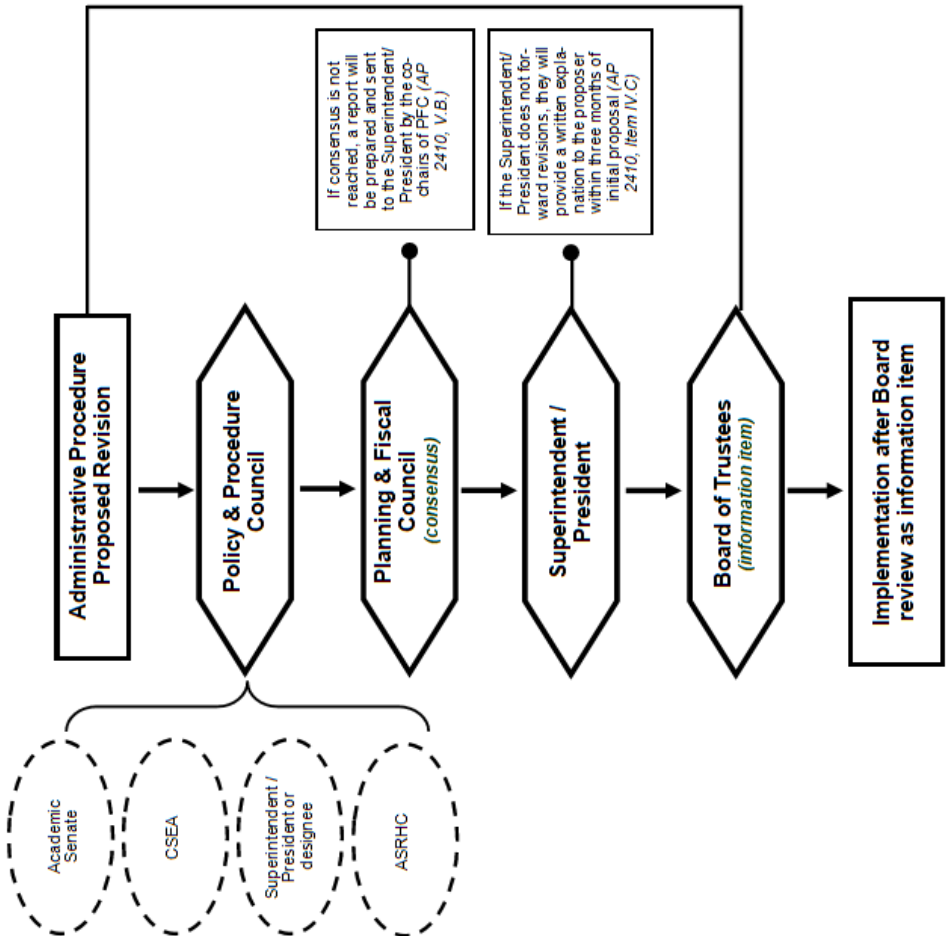 Administrative Procedure
Proposed Revision
Academic
Senate
CSEA
Superintendent /
President or
designee
ASRHC
Policy & Procedure
Council
Planning & Fiscal
Council
(consensus)
If consensus is not
reached, a report will
be prepared and sent
to the Superintendent/
President by the co-
chairs of PFC (AP
2410, V.B.)
Superintendent /
President
If the Superintendent/
President does not for-
ward revisions, they will
provide a written expla-
nation to the proposer
within three months of
initial proposal (AP
2410, Item IV.C)
Board of Trustees
(information item)
Implementation after Board
review as information item